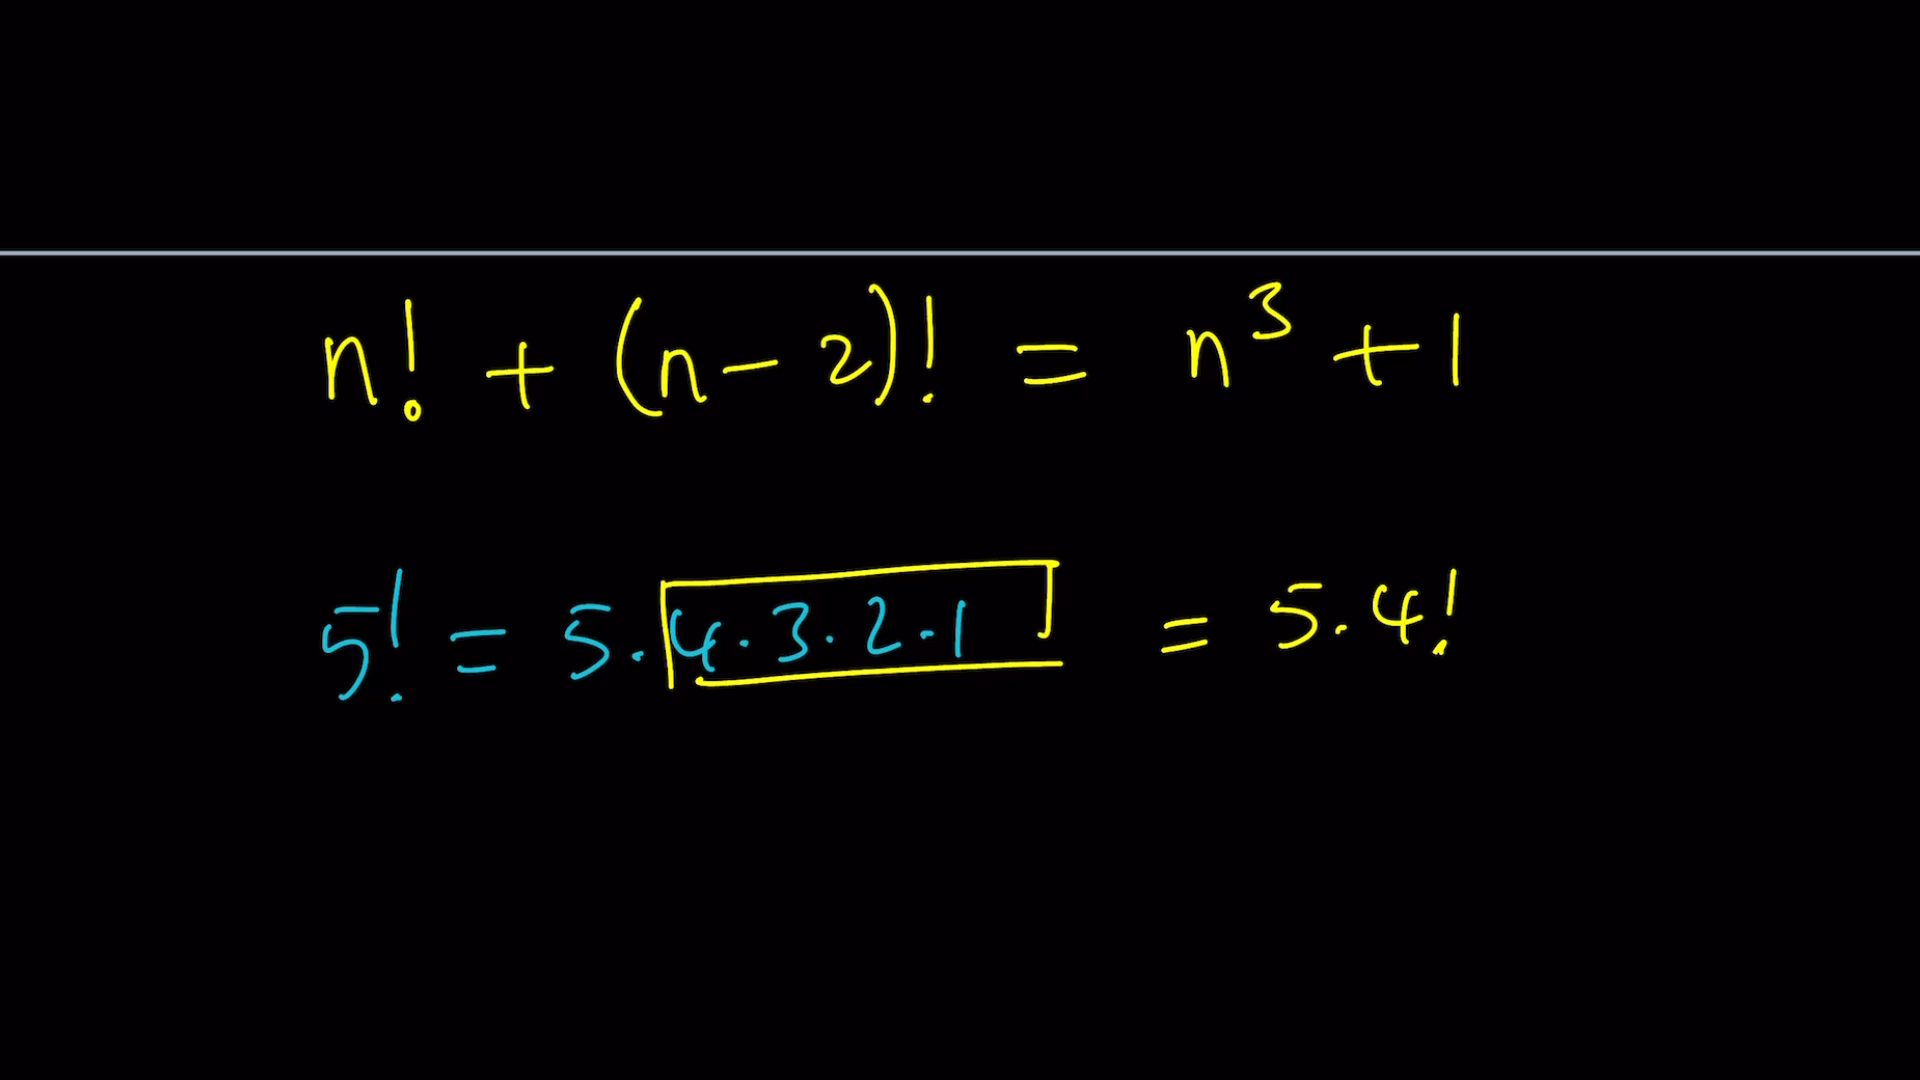 n! + (n - 2)! = n³ + 1
5! = 5.4.3.2.1 = 5.4!